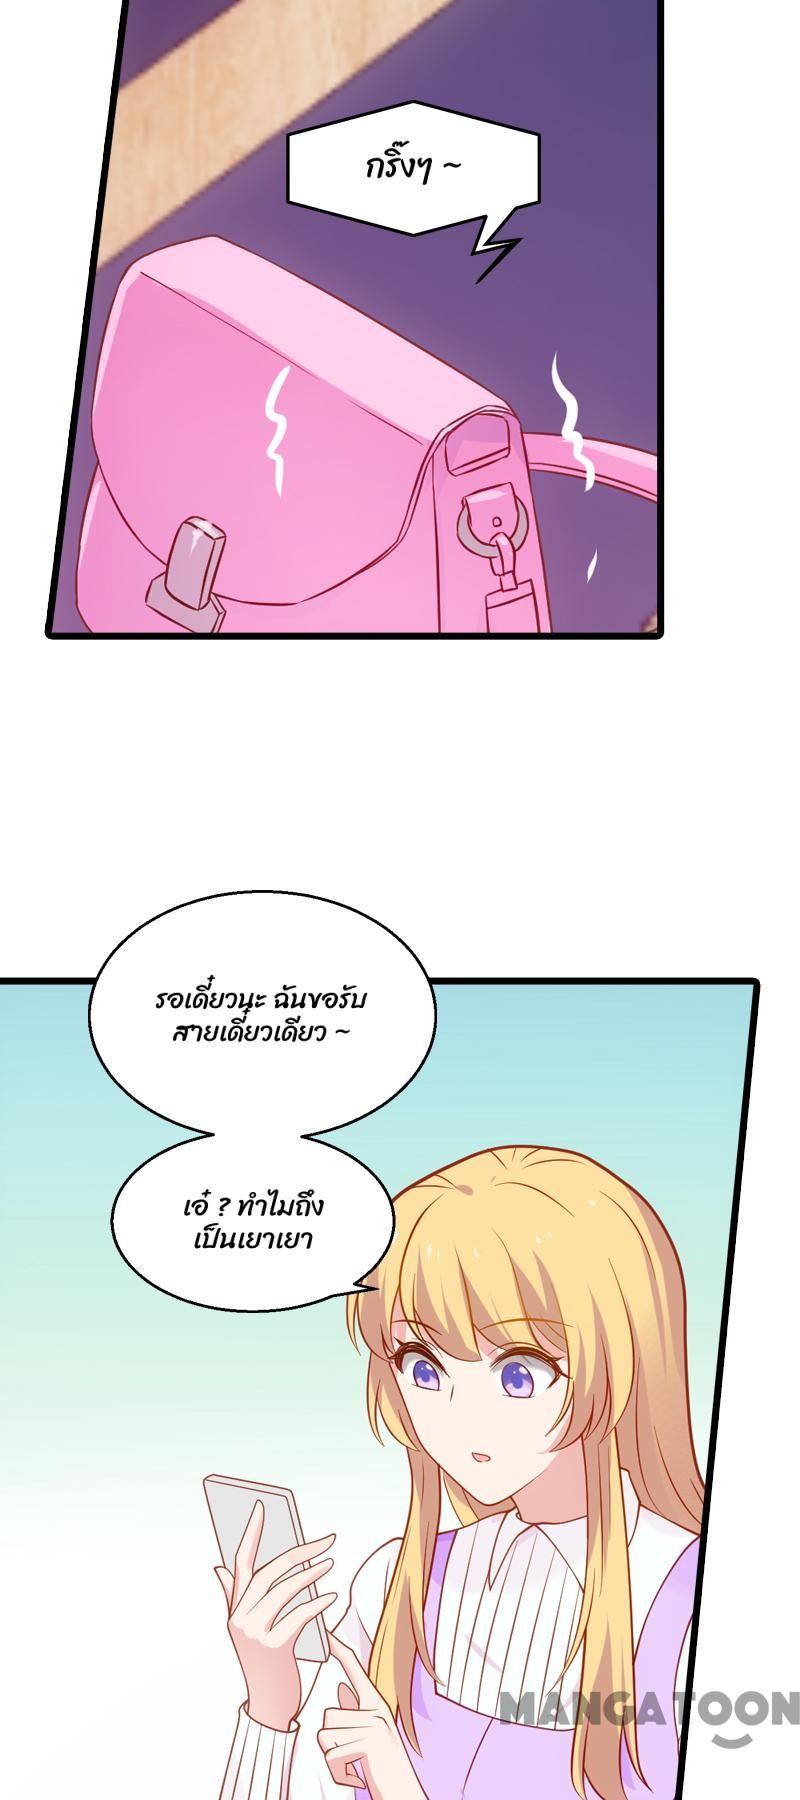 กริ๊งๆ ~
รอเดี๋ยวนะ ฉันขอรับ
สายเดี๋ยวเดียว ~
เอ๋ ? ทำไมถึง
เป็นเยาเยา
MANGATOON